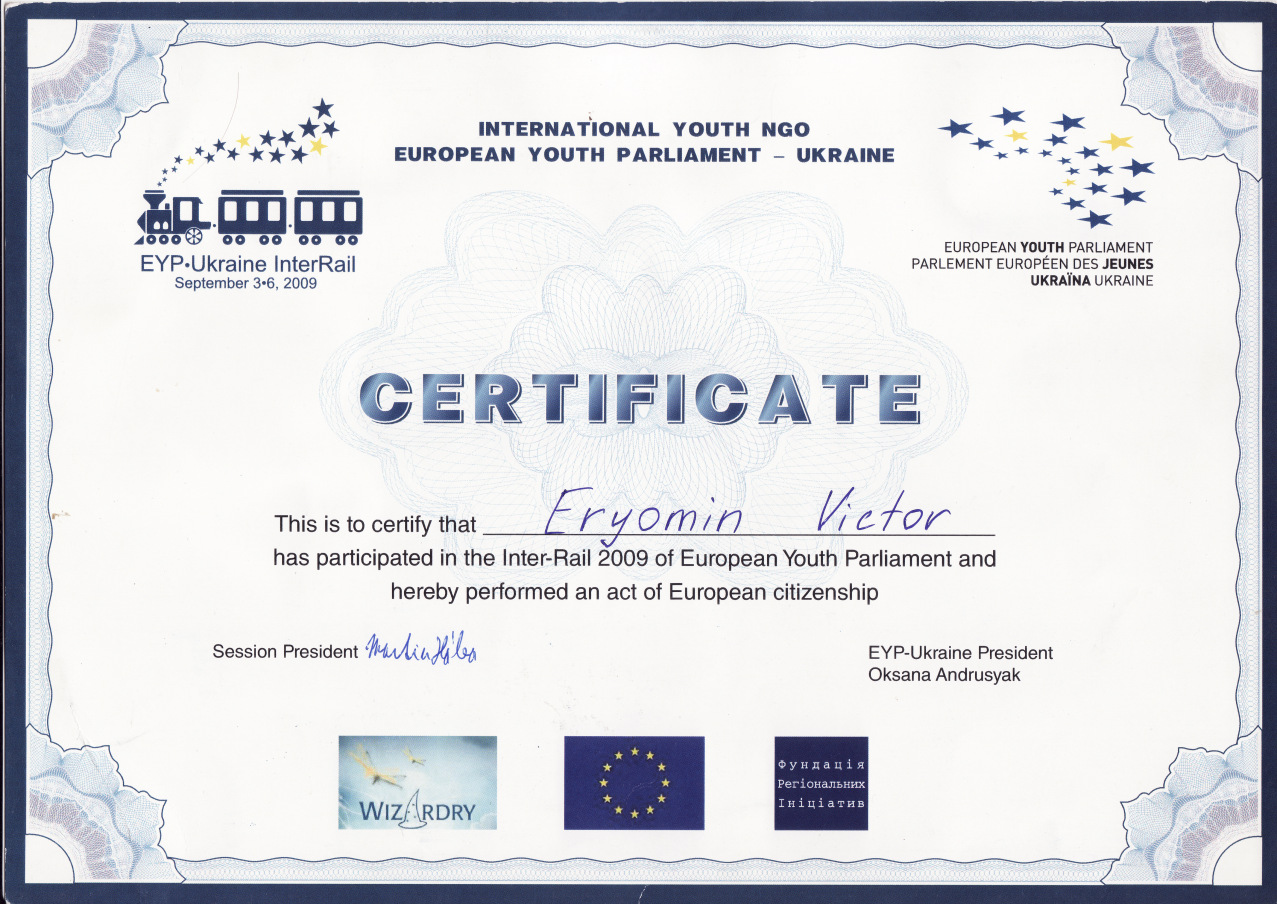 INTERNATIONAL YOUTH NGO
EUROPEAN YOUTH PARLIAMENT – UKRAINE
EYP•Ukraine InterRail
September 3•6, 2009
EUROPEAN YOUTH PARLIAMENT
PARLEMENT EUROPÉEN DES JEUNES
UKRAЇNA UKRAINE
CERTIFICATE
This is to certify that Eryomin Victor
has participated in the Inter-Rail 2009 of European Youth Parliament and
hereby performed an act of European citizenship
Session President
EYP-Ukraine President
Oksana Andrusyak
WIZARDRY
Фундація
Регіональних
Ініціатив